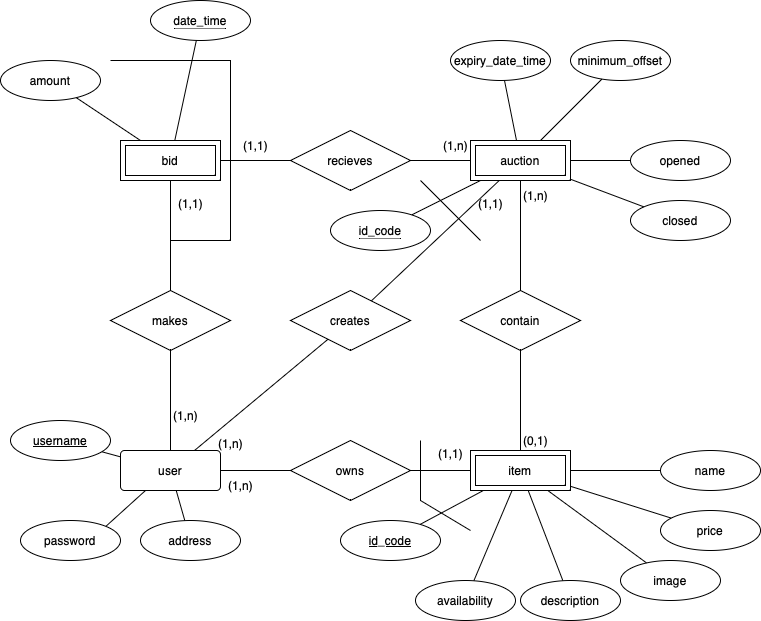 date_time
expiry_date_time
minimum_offset
amount
(1,1)
(1,n)
bid
recieves
auction
opened
(1,1)
(1,1)
(1,n)
closed
id_code
makes
creates
contain
(1,n)
username
(1,n)
(1,1)
(0,1)
user
owns
item
name
(1,n)
price
password
address
id_code
image
availability
description